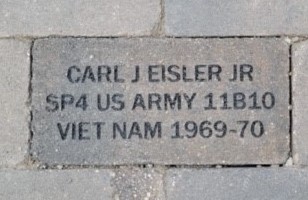 CARL J EISLER JR
SP4 US ARMY 11B10
VIET NAM 1969-70